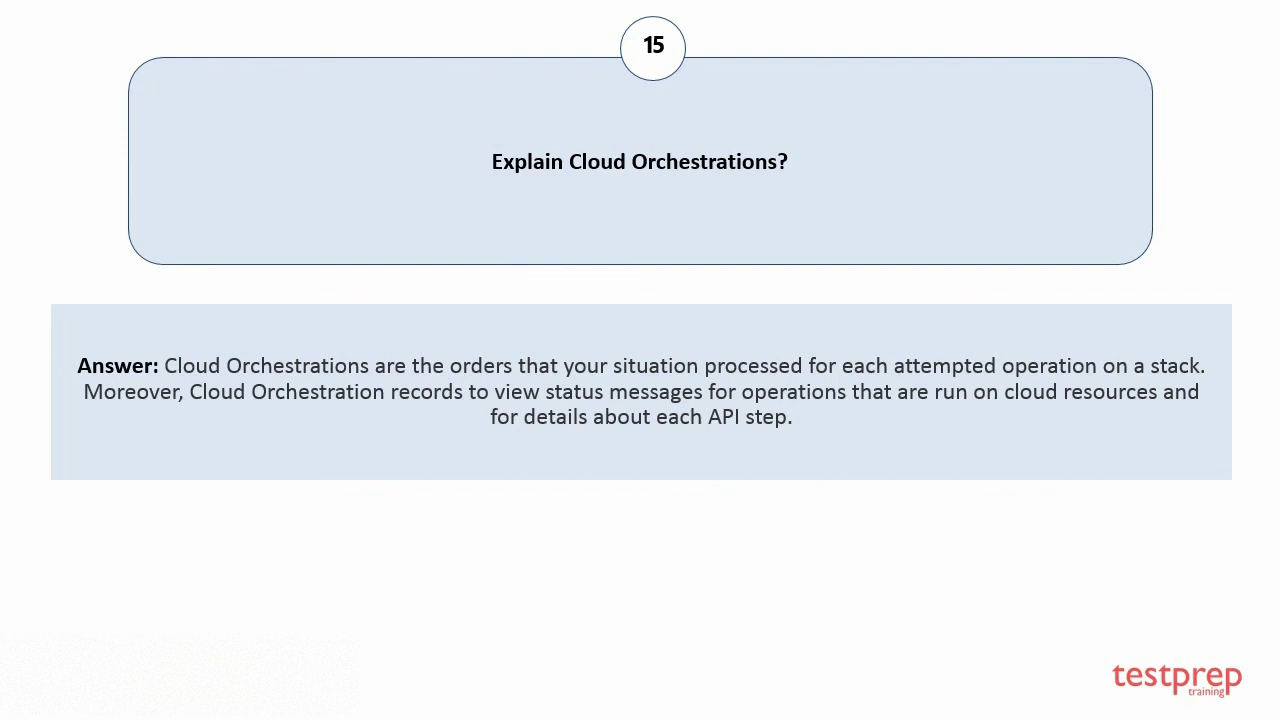 15
Explain Cloud Orchestrations?
Answer: Cloud Orchestrations are the orders that your situation processed for each attempted operation on a stack.
Moreover, Cloud Orchestration records to view status messages for operations that are run on cloud resources and
for details about each API step.
testprep
training